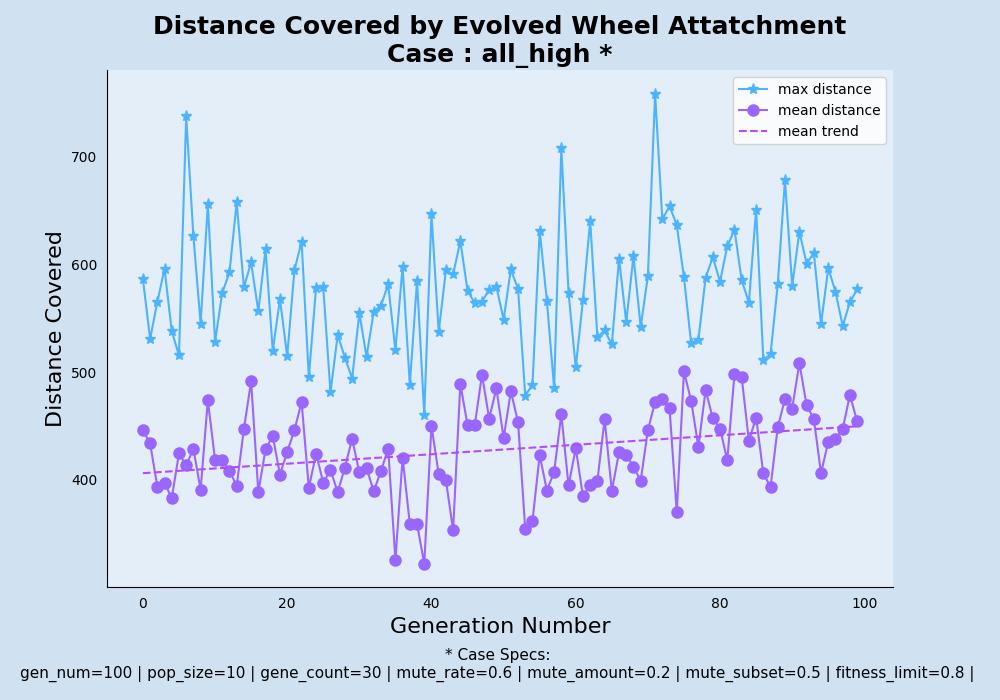 Distance Covered by Evolved Wheel Attatchment
Case : all_high *
max distance
mean distance
mean trend
700
600
500
400
Distance Covered
0 20 40 60 80 100
Generation Number
* Case Specs:
gen_num=100 | pop_size=10 | gene_count=30 | mute_rate=0.6 | mute_amount=0.2 | mute_subset=0.5 | fitness_limit=0.8 |